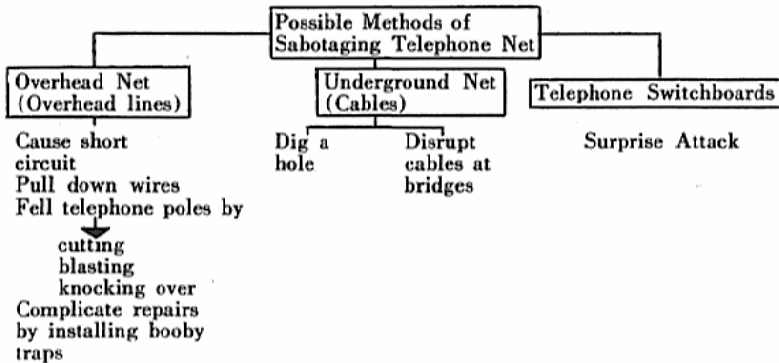 Possible Methods of
Sabotaging Telephone Net
Overhead Net
(Overhead lines)
Cause short
circuit
Pull down wires
Fell telephone poles by
cutting
blasting
knocking over
Complicate repairs
by installing booby
traps
Underground Net
(Cables)
Dig a
hole
Disrupt
cables at
bridges
Telephone Switchboards
Surprise Attack